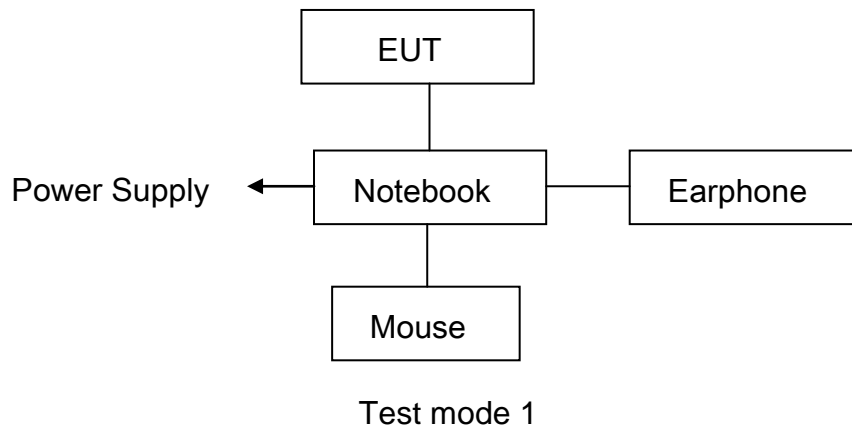 EUT
Power Supply
Notebook
Earphone
Mouse
Test mode 1